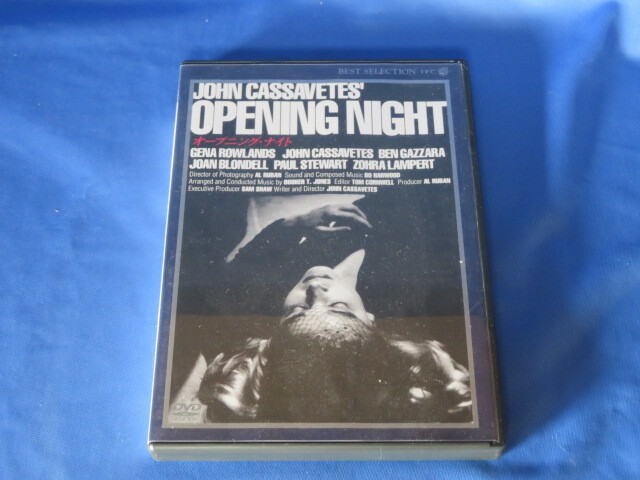 BEST SELECTION
JOHN CASSAVETES'
OPENING NIGHT
オープニング・ナイト
GENA ROWLANDS JOHN CASSAVETES BEN GAZZARA
JOAN BLONDELL PAUL STEWART ZOHRA LAMPERT
Director of Photography AL RUBAN Sound and Composed Music BO HARWOOD
Arranged and Conducted Music by BOOKER T. JONES Editor TOM CORNWELL Producer AL RUBAN
Executive Producer SAM SHAW Writer and Director JOHN CASSAVETES
DVD